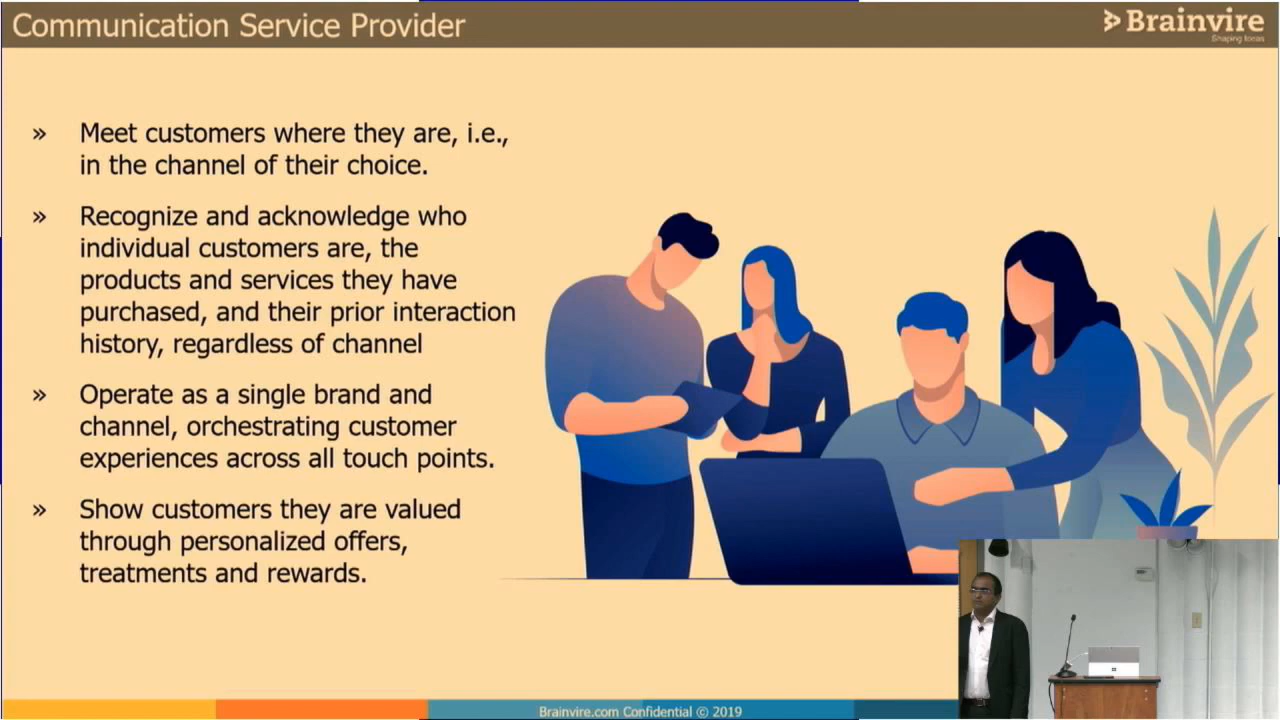 Communication Service Provider
Brainvire
Shaping Ideas
» Meet customers where they are, i.e.,
in the channel of their choice.
» Recognize and acknowledge who
individual customers are, the
products and services they have
purchased, and their prior interaction
history, regardless of channel
» Operate as a single brand and
channel, orchestrating customer
experiences across all touch points.
» Show customers they are valued
through personalized offers,
treatments and rewards.
Brainvire.com Confidential © 2019